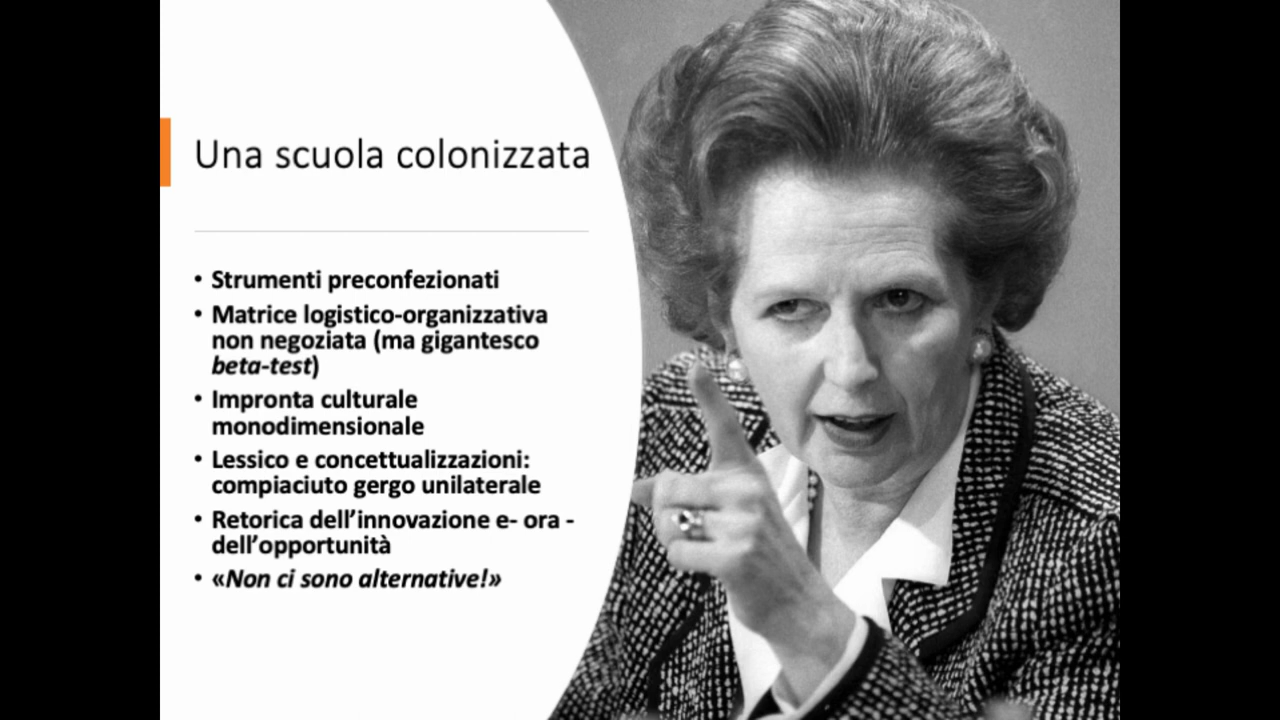 Una scuola colonizzata
• Strumenti preconfezionati
• Matrice logistico-organizzativa
non negoziata (ma gigantesco
beta-test)
• Impronta culturale
monodimensionale
• Lessico e concettualizzazioni:
compiaciuto gergo unilaterale
• Retorica dell’innovazione e- ora -
dell’opportunità
• «Non ci sono alternative!»